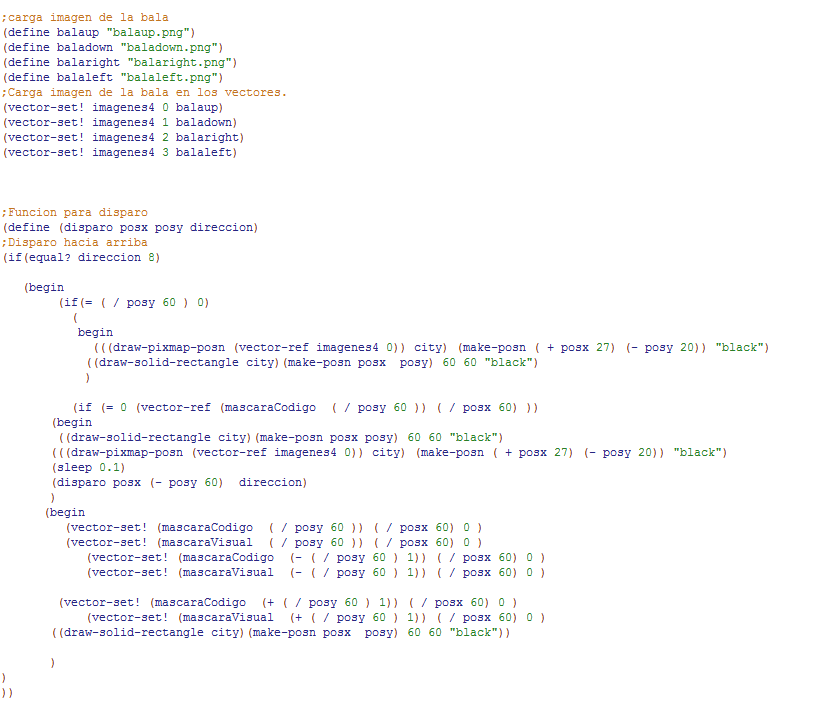 ;carga imagen de la bala
(define balaup "balaup.png")
(define baladown "baladown.png")
(define balaright "balaright.png")
(define balaleft "balaleft.png")
;Carga imagen de la bala en los vectores.
(vector-set! imagenes4 0 balaup)
(vector-set! imagenes4 1 baladown)
(vector-set! imagenes4 2 balaright)
(vector-set! imagenes4 3 balaleft)
;Funcion para disparo
(define (disparo posx posy direccion)
;Disparo hacia arriba
(if(equal? direccion 8)
(begin
(if(= ( / posy 60 ) 0)
(
begin
(((draw-pixmap-posn (vector-ref imagenes4 0)) city) (make-posn ( + posx 27) (- posy 20)) "black")
((draw-solid-rectangle city)(make-posn posx  posy) 60 60 "black")
)
(if (= 0 (vector-ref (mascaraCodigo  ( / posy 60 )) ( / posx 60) ))
(begin
((draw-solid-rectangle city)(make-posn posx posy) 60 60 "black")
(((draw-pixmap-posn (vector-ref imagenes4 0)) city) (make-posn ( + posx 27) (- posy 20)) "black")
(sleep 0.1)
(disparo posx (- posy 60)  direccion)
)
(begin
(vector-set! (mascaraCodigo  ( / posy 60 )) ( / posx 60) 0 )
(vector-set! (mascaraVisual  ( / posy 60 )) ( / posx 60) 0 )
(vector-set! (mascaraCodigo  (- ( / posy 60 ) 1)) ( / posx 60) 0 )
(vector-set! (mascaraVisual  (- ( / posy 60 ) 1)) ( / posx 60) 0 )
(vector-set! (mascaraCodigo  (+ ( / posy 60 ) 1)) ( / posx 60) 0 )
(vector-set! (mascaraVisual  (+ ( / posy 60 ) 1)) ( / posx 60) 0 )
((draw-solid-rectangle city)(make-posn posx  posy) 60 60 "black"))
)
)
))